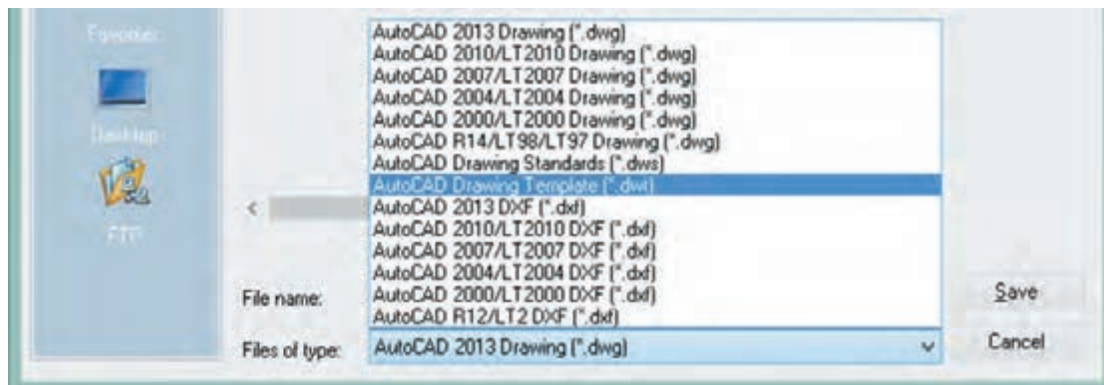 Favorites
AutoCAD 2013 Drawing (*.dwg)
AutoCAD 2010/LT2010 Drawing (*.dwg)
AutoCAD 2007/LT2007 Drawing (*.dwg)
AutoCAD 2004/LT2004 Drawing (*.dwg)
AutoCAD 2000/LT2000 Drawing (*.dwg)
AutoCAD R14/LT98/LT97 Drawing (*.dwg)
AutoCAD Drawing Standards (*.dws)
AutoCAD Drawing Template (*.dwt)
AutoCAD 2013 DXF (*.dxf)
AutoCAD 2010/LT2010 DXF (*.dxf)
AutoCAD 2007/LT2007 DXF (*.dxf)
AutoCAD 2004/LT2004 DXF (*.dxf)
AutoCAD 2000/LT2000 DXF (*.dxf)
AutoCAD R12/LT2 DXF (*.dxf)
Desktop
FTP
File name:
Save
Files of type: AutoCAD 2013 Drawing (*.dwg)
Cancel